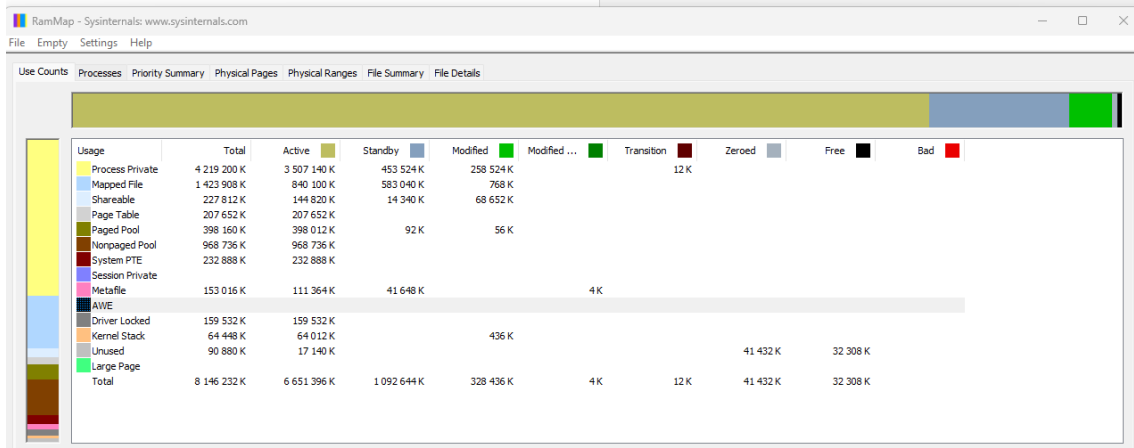 RamMap - Sysinternals: www.sysinternals.com
File Empty Settings Help
Use Counts Processes Priority Summary Physical Pages Physical Ranges File Summary File Details
Usage Total Active Standby Modified Modified ... Transition Zeroed Free Bad
Process Private 4 219 200 K 3 507 140 K 453 524 K 258 524 K 12 K
Mapped File 1 423 908 K 840 100 K 583 040 K 768 K
Shareable 227 812 K 144 820 K 14 340 K 68 652 K
Page Table 207 652 K 207 652 K
Paged Pool 398 160 K 398 012 K 92 K 56 K
Nonpaged Pool 968 736 K 968 736 K
System PTE 232 888 K 232 888 K
Session Private
Metafile 153 016 K 111 364 K 41 648 K 4 K
AWE
Driver Locked 159 532 K 159 532 K
Kernel Stack 64 448 K 64 012 K 436 K
Unused 90 880 K 17 140 K 41 432 K 32 308 K
Large Page
Total 8 146 232 K 6 651 396 K 1 092 644 K 328 436 K 4 K 12 K 41 432 K 32 308 K